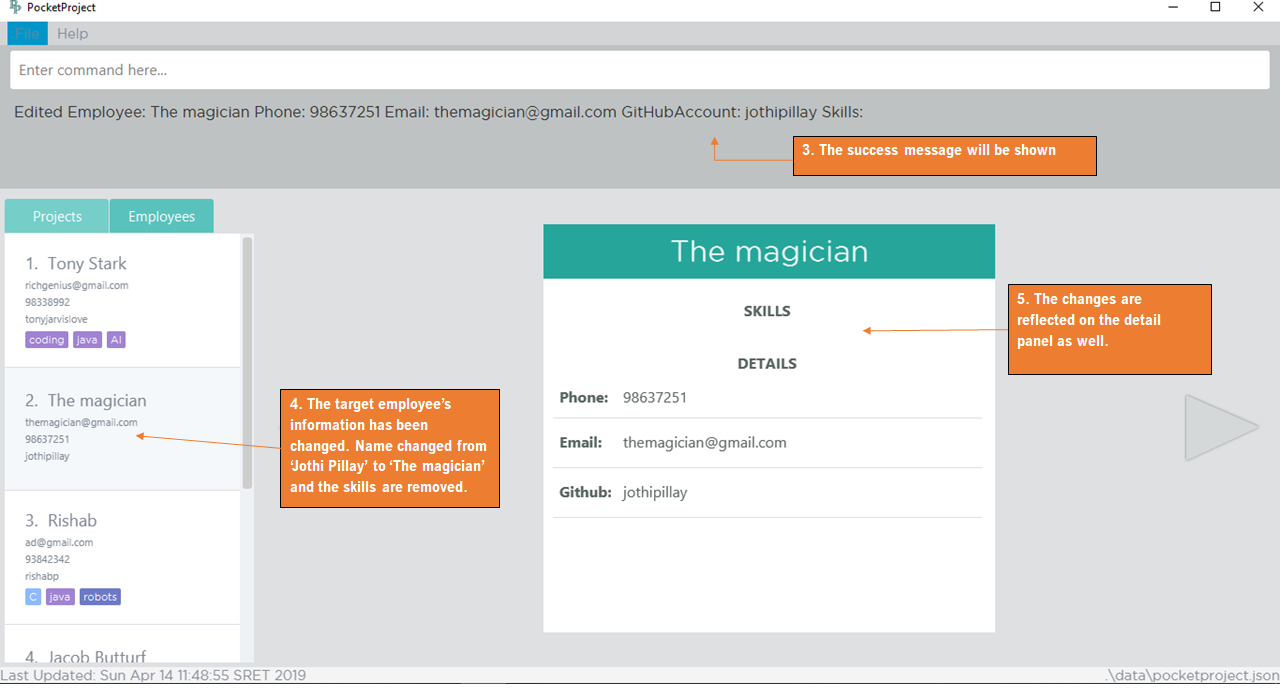 PocketProject
File Help
Enter command here...
Edited Employee: The magician Phone: 98637251 Email: themagician@gmail.com GitHubAccount: jothipillay Skills:
3. The success message will be shown
Projects Employees
1. Tony Stark
richgenius@gmail.com
98338992
tonyjarvislove
coding java AI
2. The magician
themagician@gmail.com
98637251
jothipillay
3. Rishab
ad@gmail.com
93842342
rishabp
C java robots
4. Jacob Butturf
4. The target employee’s
information has been
changed. Name changed from
‘Jothi Pillay’ to ‘The magician’
and the skills are removed.
The magician
SKILLS
DETAILS
Phone: 98637251
Email: themagician@gmail.com
Github: jothipillay
5. The changes are
reflected on the detail
panel as well.
Last Updated: Sun Apr 14 11:48:55 SRET 2019
.\data\pocketproject.json